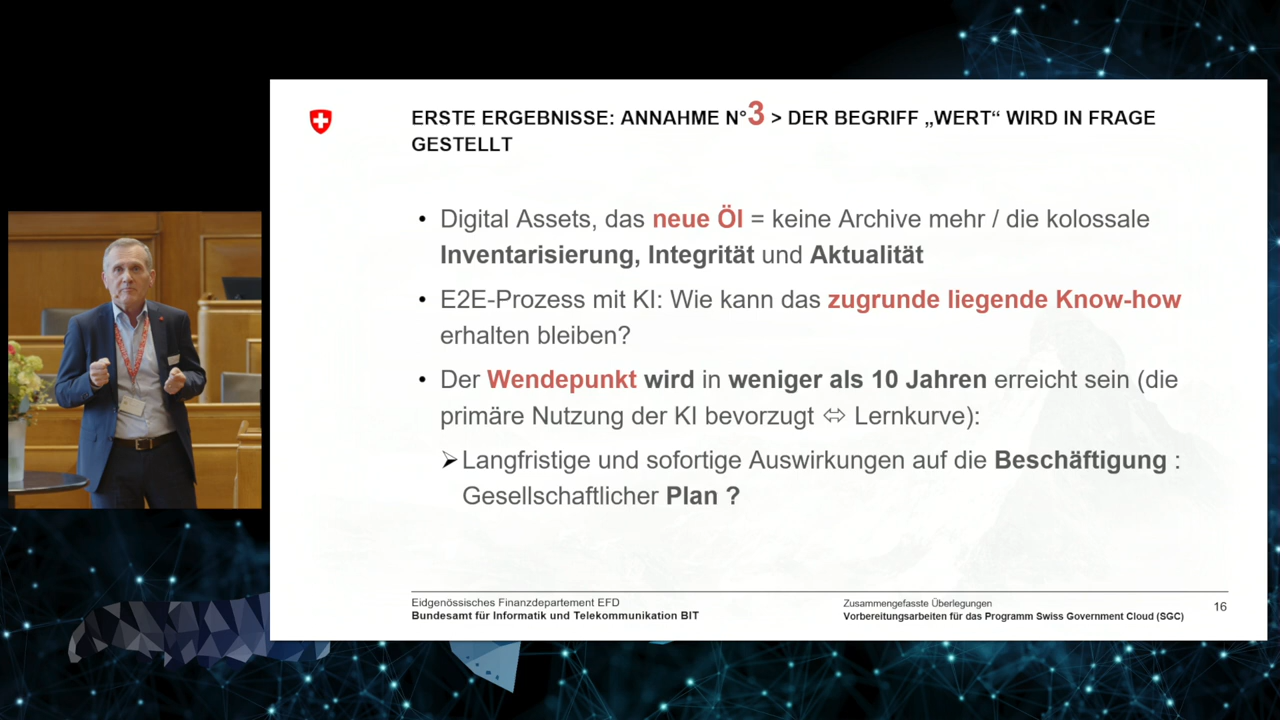 ERSTE ERGEBNISSE: ANNAHME N°3 > DER BEGRIFF „WERT“ WIRD IN FRAGE
GESTELLT
• Digital Assets, das neue Öl = keine Archive mehr / die kolossale
Inventarisierung, Integrität und Aktualität
• E2E-Prozess mit KI: Wie kann das zugrunde liegende Know-how
erhalten bleiben?
• Der Wendepunkt wird in weniger als 10 Jahren erreicht sein (die
primäre Nutzung der KI bevorzugt ⬄ Lernkurve):
➢ Langfristige und sofortige Auswirkungen auf die Beschäftigung :
Gesellschaftlicher Plan ?
Eidgenössisches Finanzdepartement EFD
Bundesamt für Informatik und Telekommunikation BIT
Zusammengefasste Überlegungen
Vorbereitungsarbeiten für das Programm Swiss Government Cloud (SGC)
16